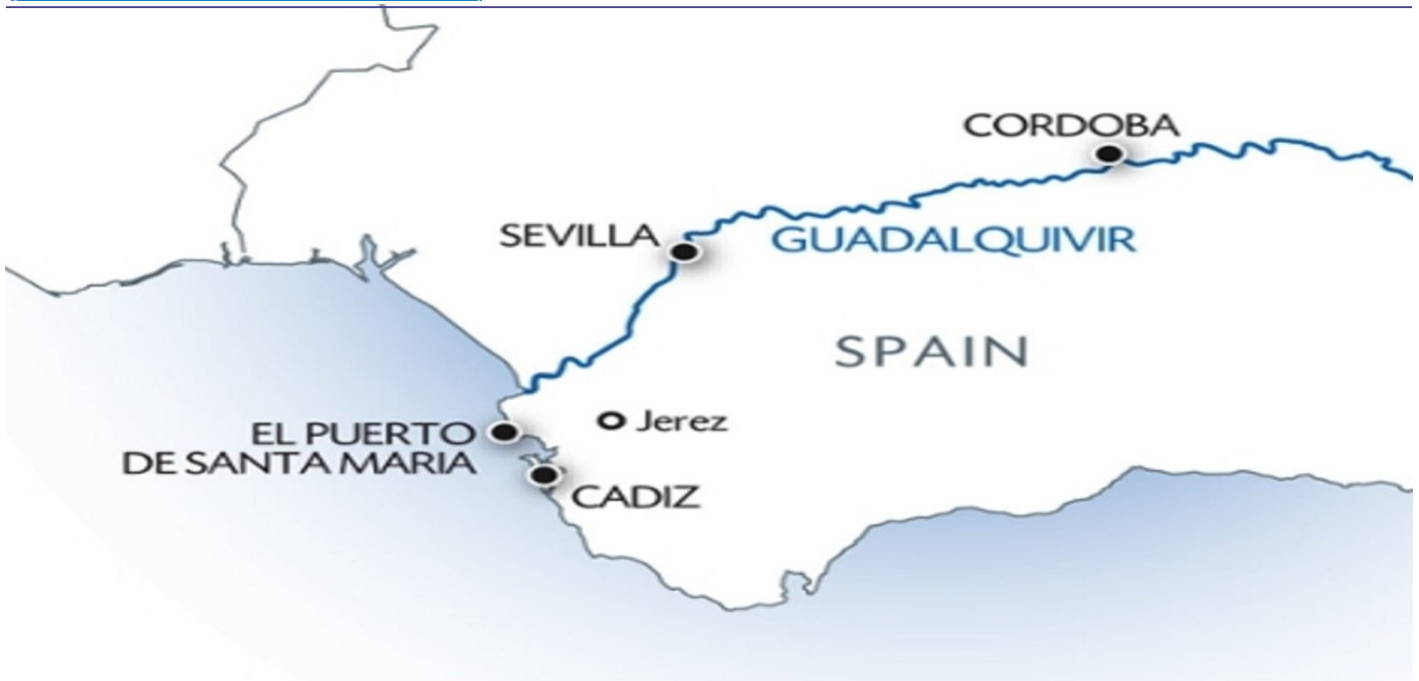 CORDOBA
SEVILLA
GUADALQUIVIR
SPAIN
Jerez
EL PUERTO
DE SANTA MARIA
CADIZ